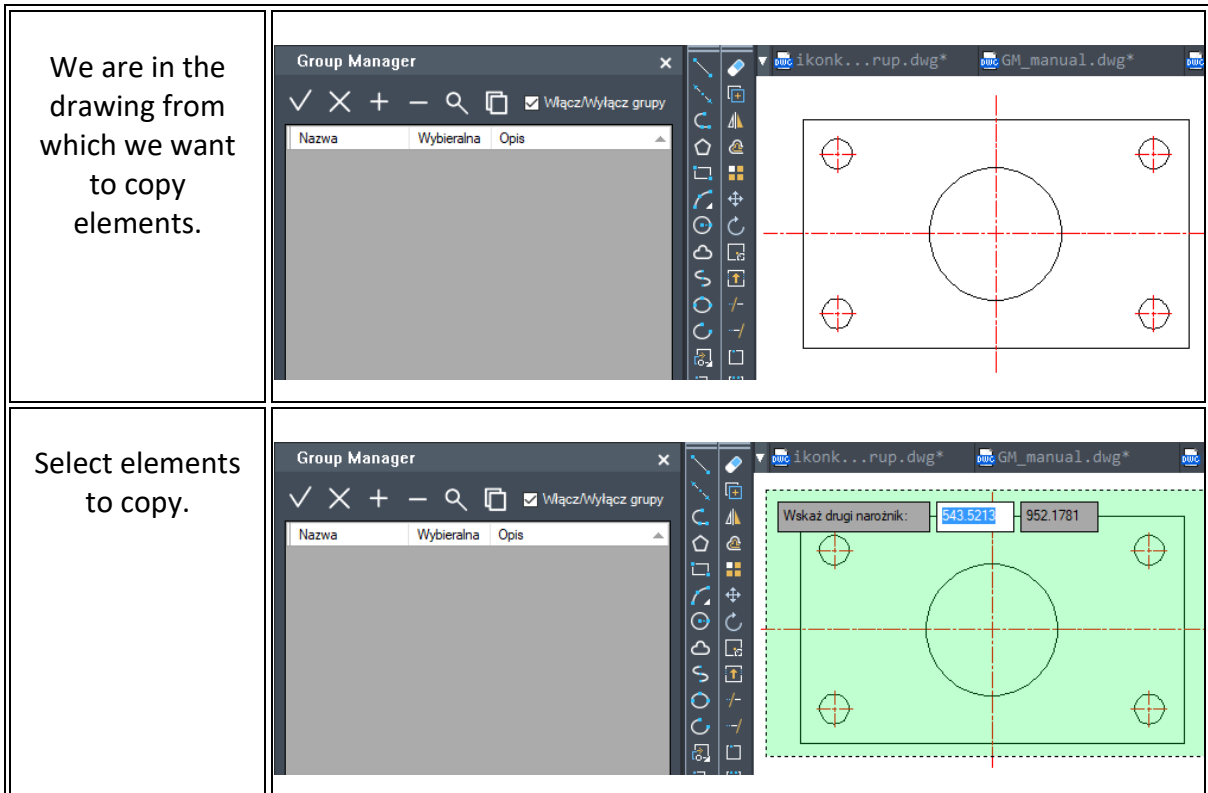 We are in the
drawing from
which we want
to copy
elements.
Group Manager
Włącz/Wyłącz grupy
Nazwa Wybieralna Opis
ikonk...rup.dwg* GM_manual.dwg*
Select elements
to copy.
Group Manager
Włącz/Wyłącz grupy
Nazwa Wybieralna Opis
ikonk...rup.dwg* GM_manual.dwg*
Wskaż drugi narożnik: 543.5213 952.1781